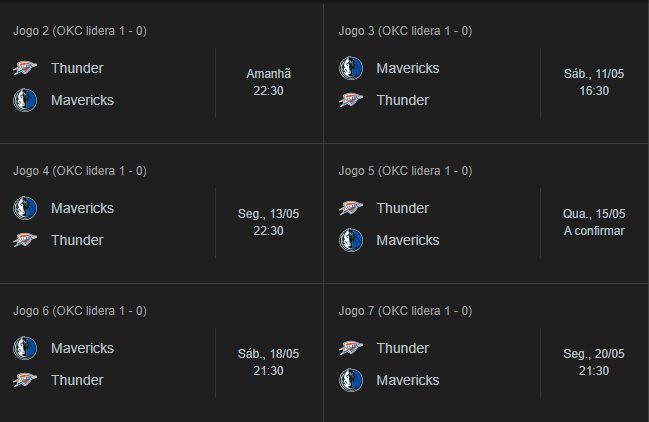 Jogo 2 (OKC lidera 1 - 0)
Thunder
Mavericks
Amanhã
22:30
Jogo 3 (OKC lidera 1 - 0)
Mavericks
Thunder
Sáb., 11/05
16:30
Jogo 4 (OKC lidera 1 - 0)
Mavericks
Thunder
Seg., 13/05
22:30
Jogo 5 (OKC lidera 1 - 0)
Thunder
Mavericks
Qua., 15/05
A confirmar
Jogo 6 (OKC lidera 1 - 0)
Mavericks
Thunder
Sáb., 18/05
21:30
Jogo 7 (OKC lidera 1 - 0)
Thunder
Mavericks
Seg., 20/05
21:30